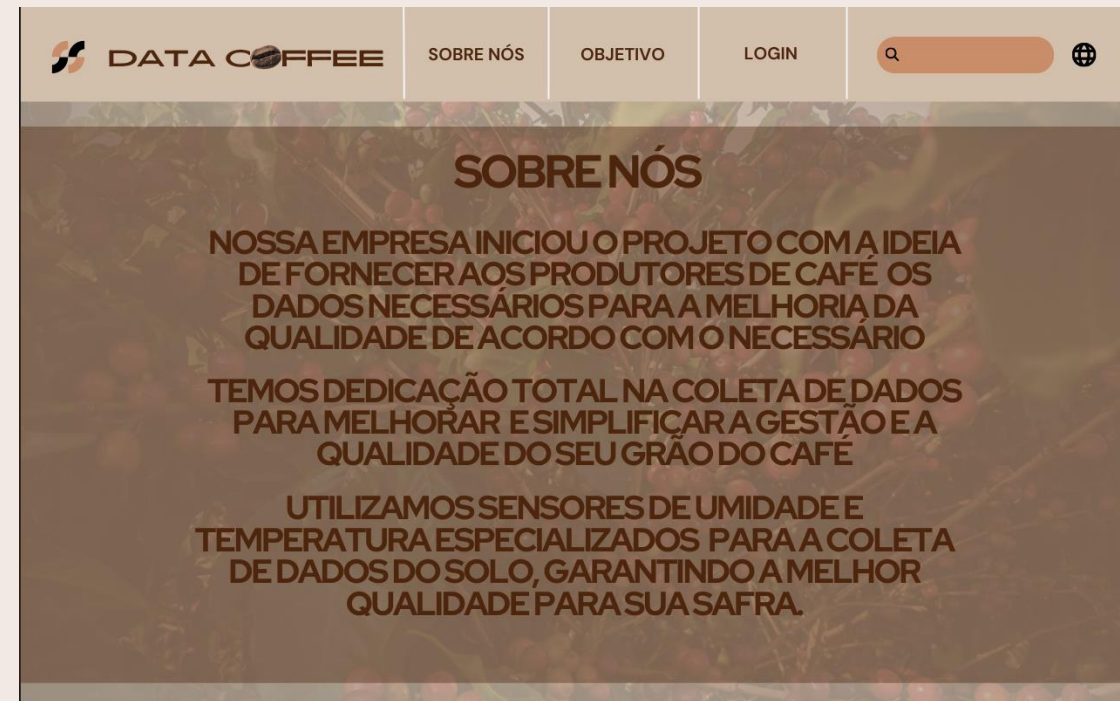 DATA COFFEE
SOBRE NÓS
OBJETIVO
LOGIN
SOBRE NÓS
NOSSA EMPRESA INICIOU O PROJETO COM A IDEIA
DE FORNECER AOS PRODUTORES DE CAFÉ OS
DADOS NECESSÁRIOS PARA A MELHORIA DA
QUALIDADE DE ACORDO COM O NECESSÁRIO
TEMOS DEDICAÇÃO TOTAL NA COLETA DE DADOS
PARA MELHORAR E SIMPLIFICAR A GESTÃO E A
QUALIDADE DO SEU GRÃO DO CAFÉ
UTILIZAMOS SENSORES DE UMIDADE E
TEMPERATURA ESPECIALIZADOS PARA A COLETA
DE DADOS DO SOLO, GARANTINDO A MELHOR
QUALIDADE PARA SUA SAFRA.